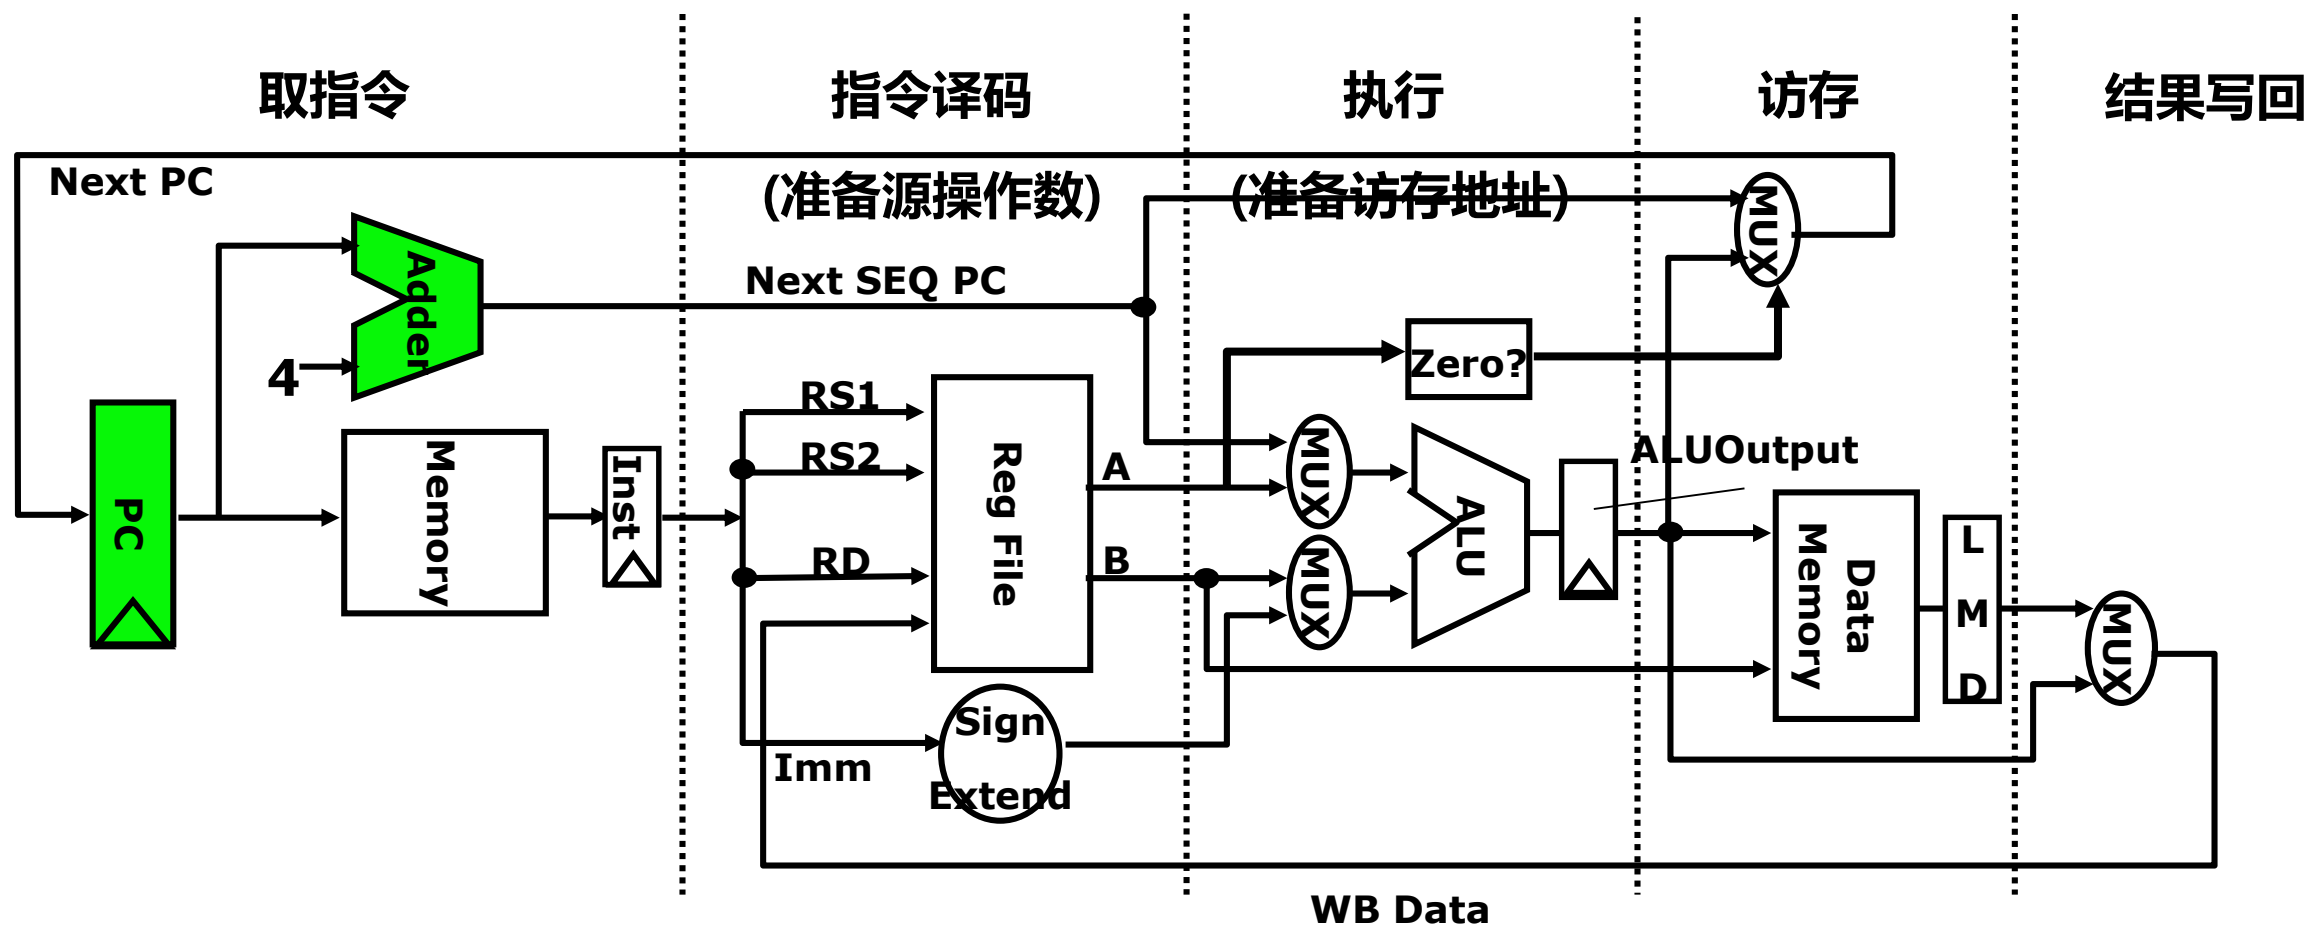 取指令
指令译码
执行
访存
结果写回
Next PC
(准备源操作数)
(准备访存地址)
MUX
Adder
Next SEQ PC
4
Zero?
RS1
RS2
RD
Imm
PC
Memory
Inst
Reg File
A
B
Sign
Extend
MUX
MUX
ALU
ALUOutput
Data
Memory
L
M
D
MUX
WB Data